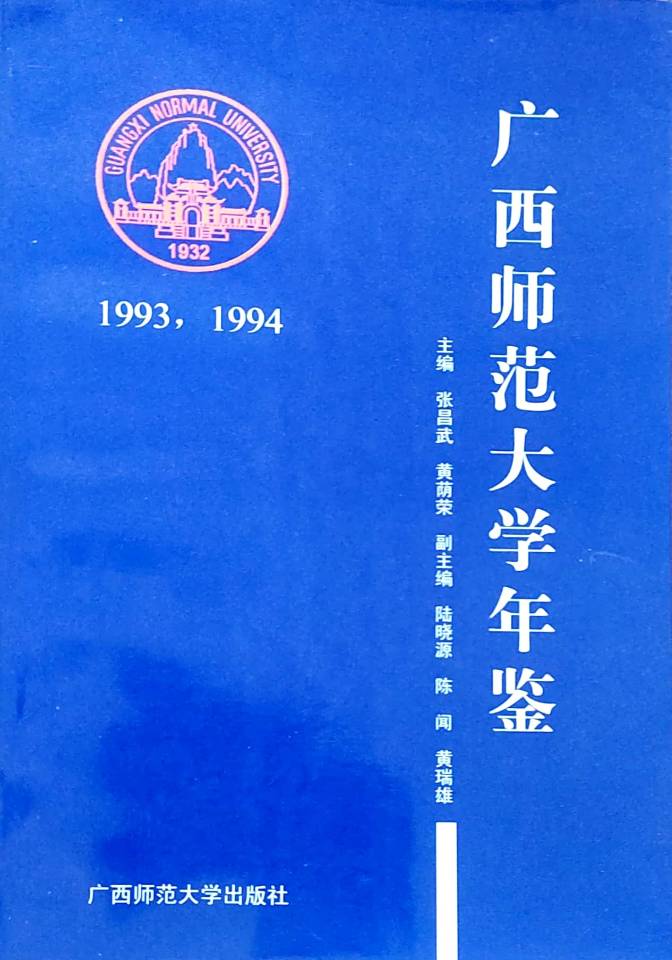 GUANGXI NORMAL UNIVERSITY
1932
1993，1994
广西师范大学年鉴
主编 张昌武 黄荫荣 副主编 陆晓源 陈 闻 黄瑞雄
广西师范大学出版社